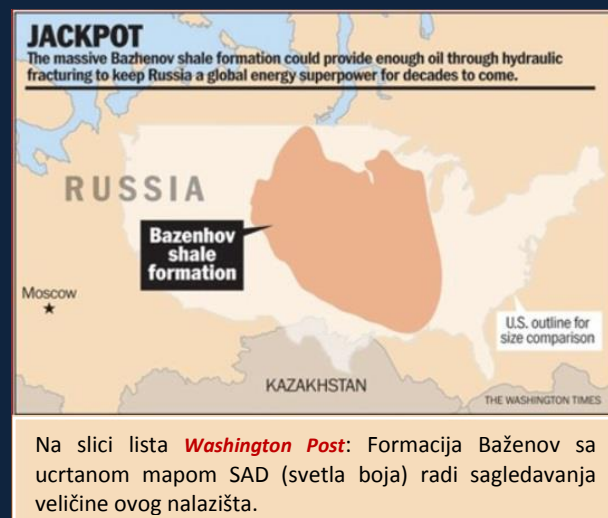 JACKPOT
The massive Bazhenov shale formation could provide enough oil through hydraulic
fracturing to keep Russia a global energy superpower for decades to come.
RUSSIA
Bazenhov
shale
formation
Moscow
U.S. outline for
size comparison
KAZAKHSTAN
THE WASHINGTON TIMES
Na slici lista Washington Post: Formacija Baženov sa
ucrtanom mapom SAD (svetla boja) radi sagledavanja
veličine ovog nalazišta.